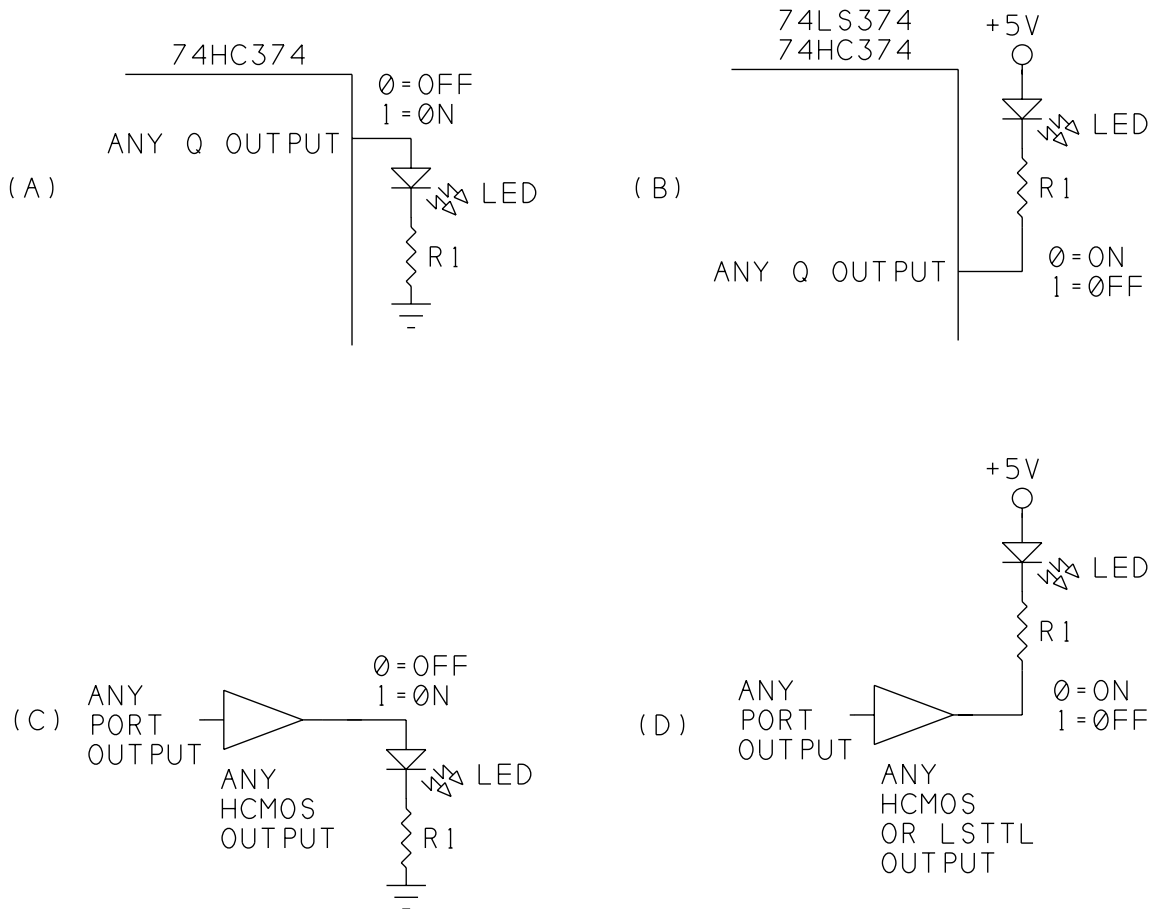 74HC374
0=OFF
1=ON
ANY Q OUTPUT
(A)
LED
R1
74LS374
74HC374
+5V
LED
(B)
R1
ANY Q OUTPUT
0=ON
1=OFF
0=OFF
1=ON
(C)
ANY
PORT
OUTPUT
ANY
HCMOS
OUTPUT
LED
R1
+5V
LED
R1
(D)
ANY
PORT
OUTPUT
0=ON
1=OFF
ANY
HCMOS
OR LSTTL
OUTPUT